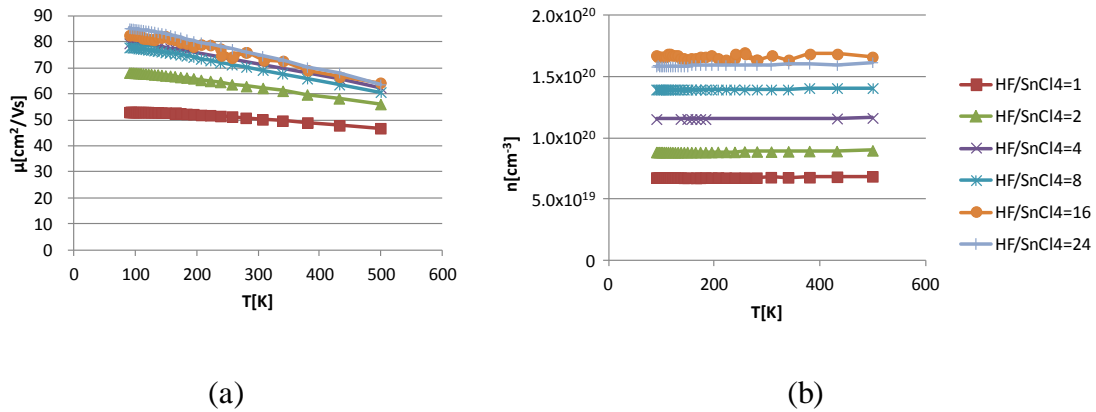 90
80
70
60
50
40
30
20
10
0
μ[cm²/Vs]
0 100 200 300 400 500 600
T[K]
(a)
2.0x10²⁰
1.5x10²⁰
1.0x10²⁰
5.0x10¹⁹
0
n[cm⁻³]
0 200 400 600
T[K]
HF/SnCl4=1
HF/SnCl4=2
HF/SnCl4=4
HF/SnCl4=8
HF/SnCl4=16
HF/SnCl4=24
(b)